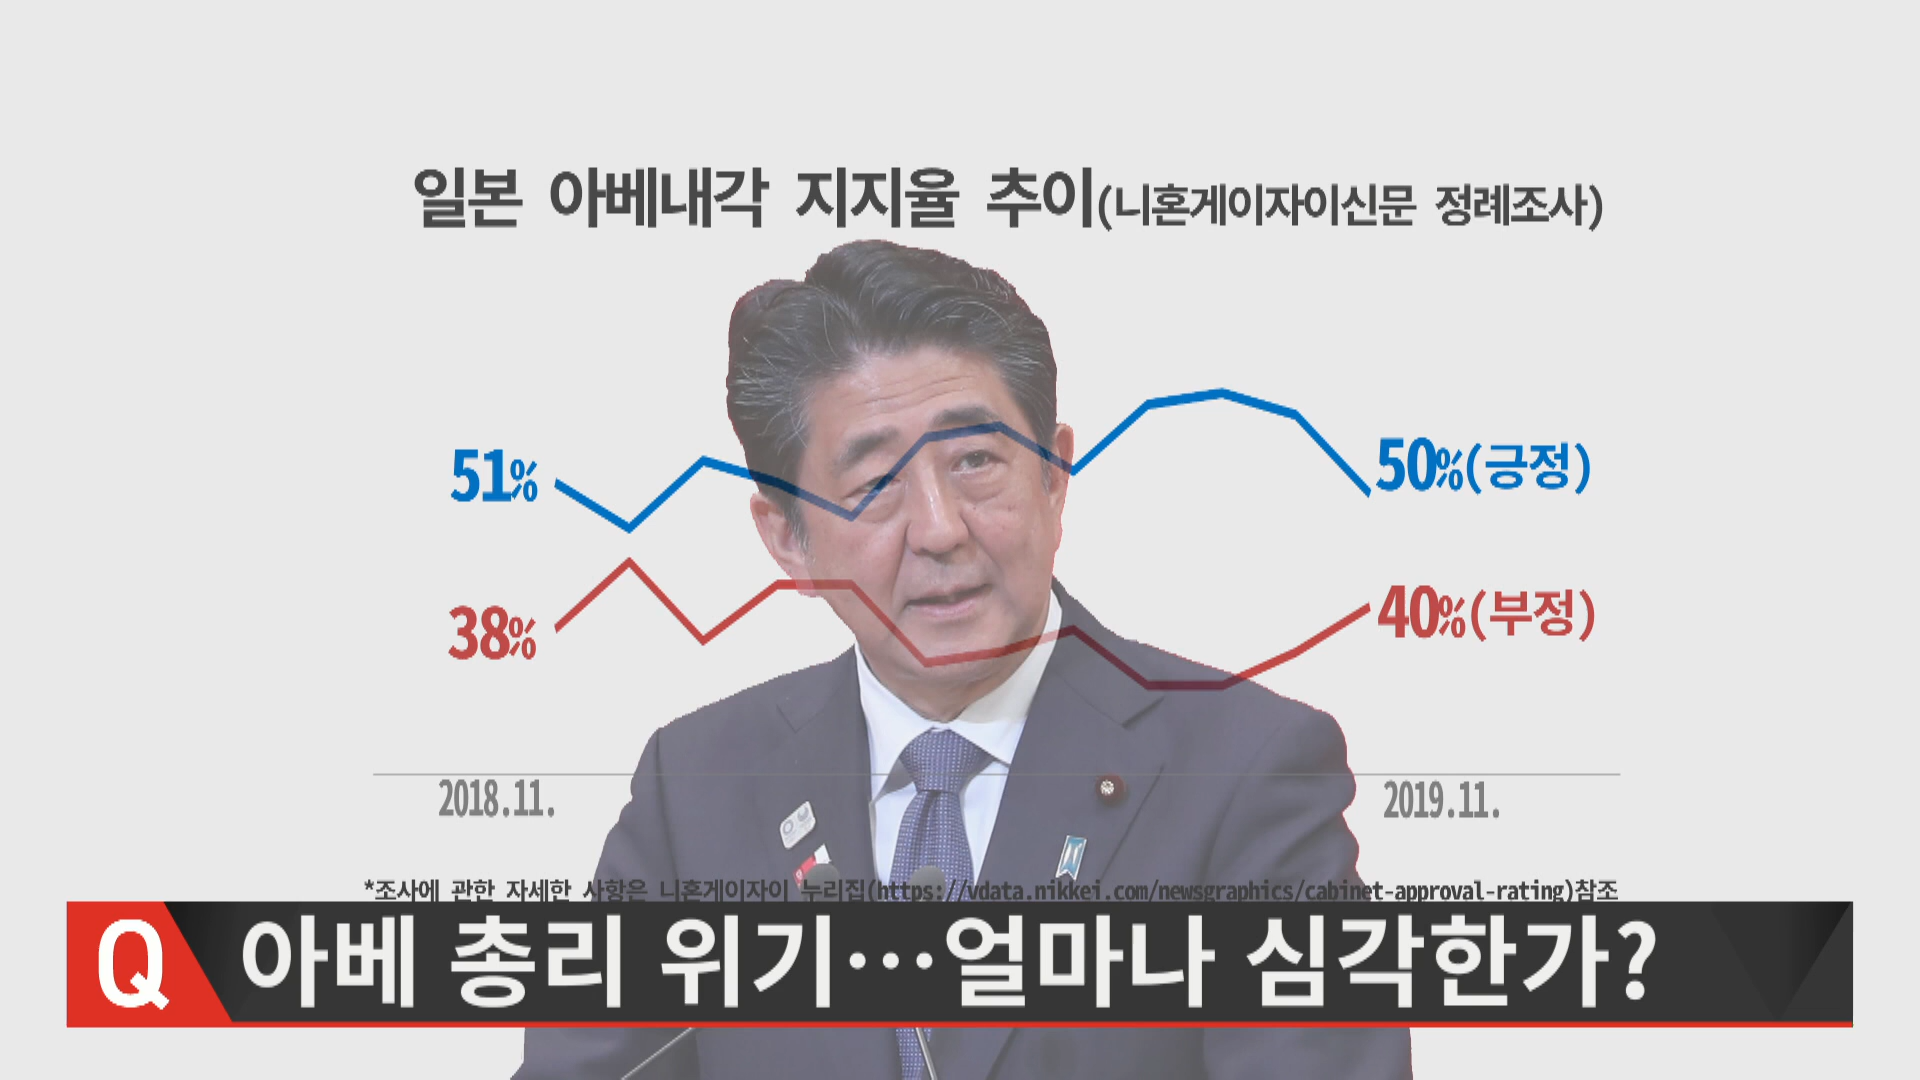 일본 아베내각 지지율 추이(니혼게이자이신문 정례조사)
51% 50%(긍정)
38% 40%(부정)
2018.11. 2019.11.
*조사에 관한 자세한 사항은 니혼게이자이 누리집(https://vdata.nikkei.com/newsgraphics/cabinet-approval-rating)참조
Q 아베 총리 위기…얼마나 심각한가?